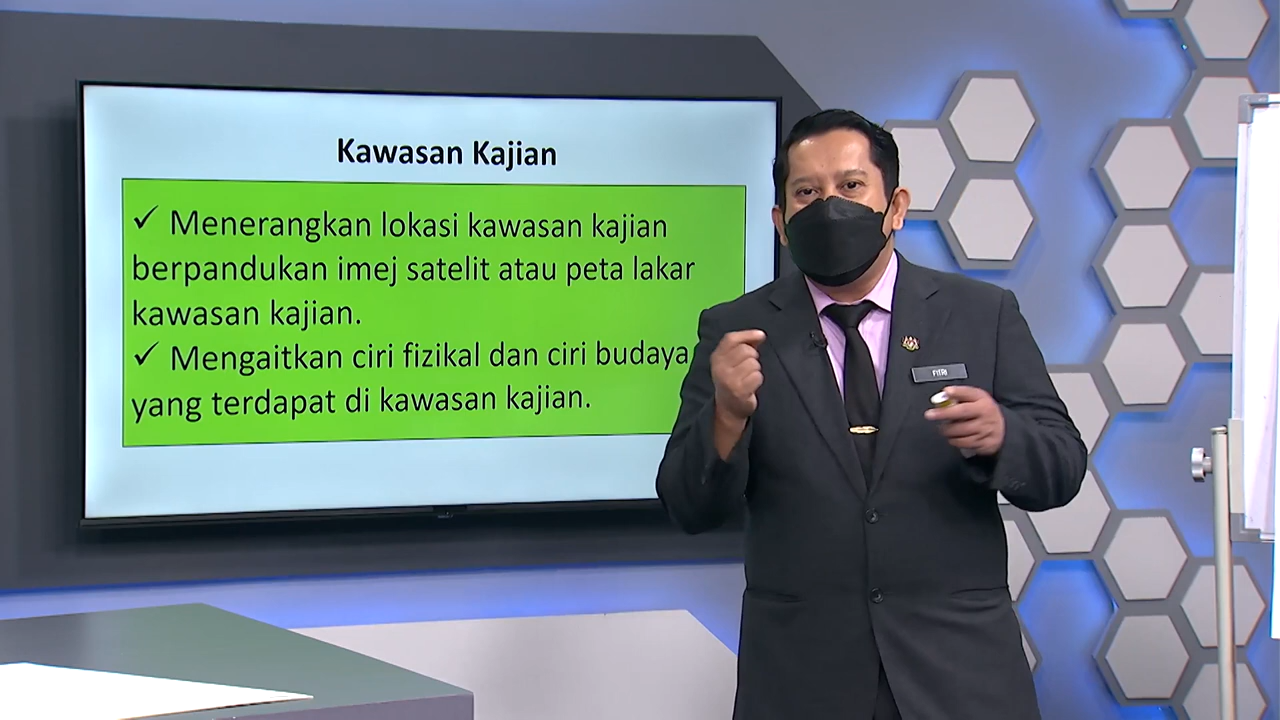 Kawasan Kajian
✓ Menerangkan lokasi kawasan kajian
berpandukan imej satelit atau peta lakar
kawasan kajian.
✓ Mengaitkan ciri fizikal dan ciri budaya
yang terdapat di kawasan kajian.
FITRI